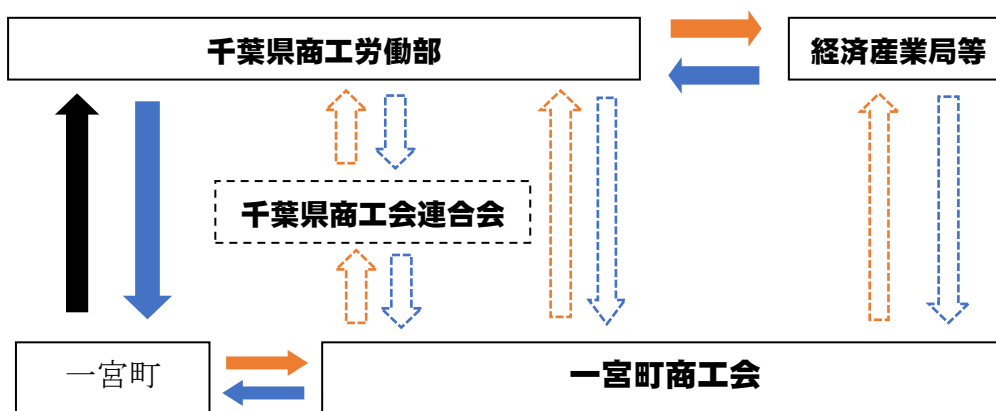 千葉県商工労働部
経済産業局等
千葉県商工会連合会
一宮町
一宮町商工会